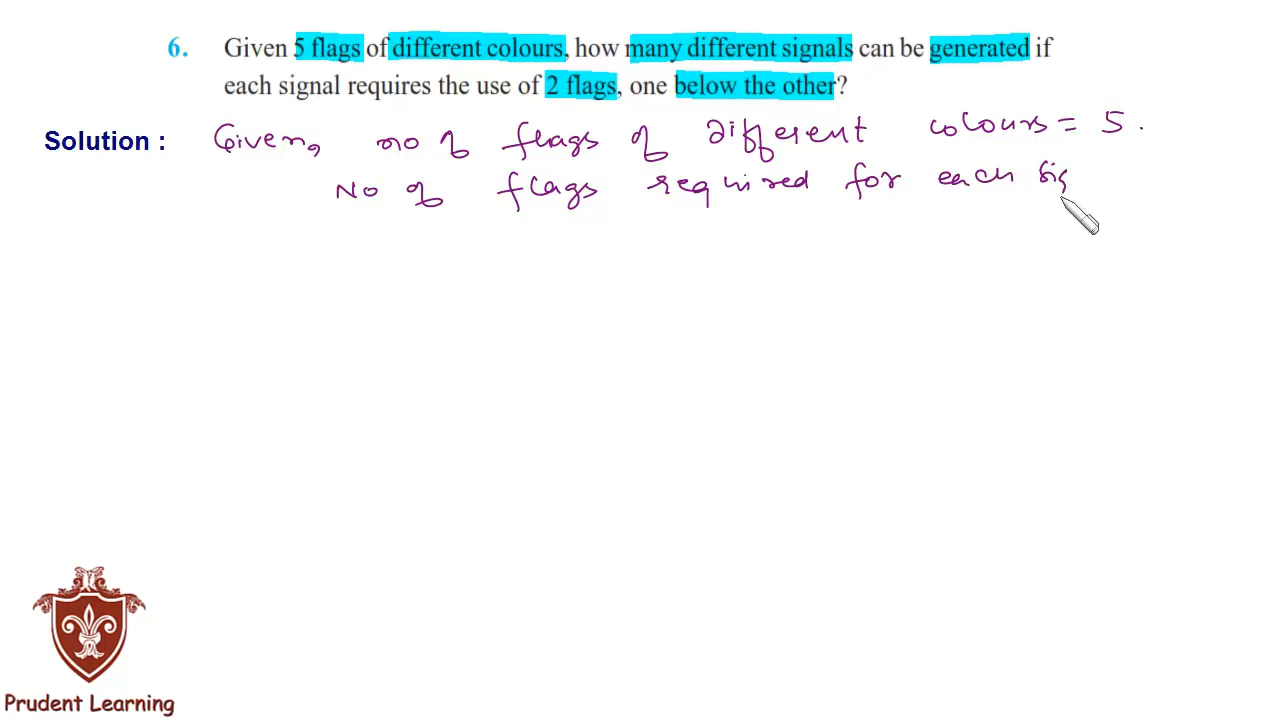 6. Given 5 flags of different colours, how many different signals can be generated if
each signal requires the use of 2 flags, one below the other?
Solution : Given, no of flags of different colours = 5.
No of flags required for each sig
Prudent Learning